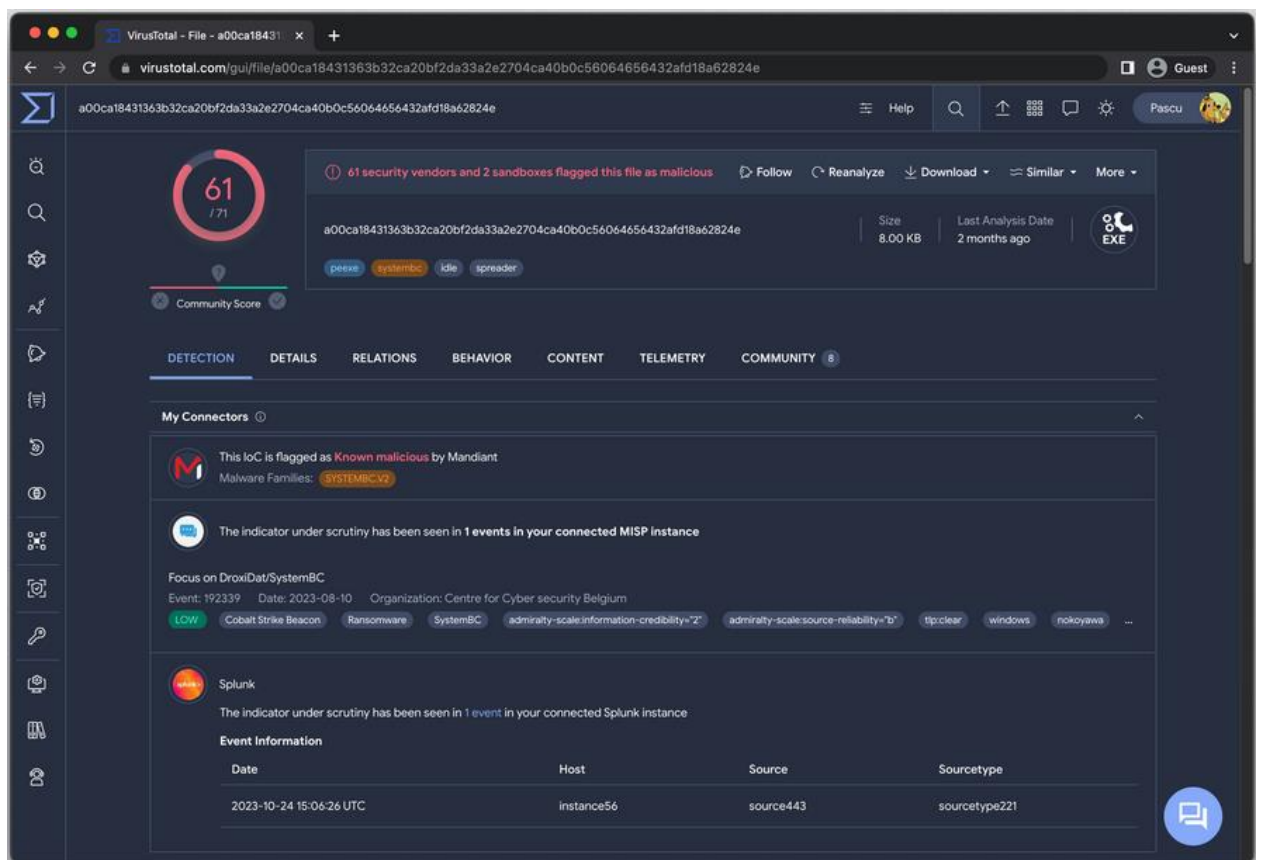 VirusTotal - File - a00ca18431
virustotal.com/gui/file/a00ca18431363b32ca20bf2da33a2e2704ca40b0c56064656432afd18a62824e
Guest
a00ca18431363b32ca20bf2da33a2e2704ca40b0c56064656432afd18a62824e
Help
Pascu
61
/ 71
Community Score
61 security vendors and 2 sandboxes flagged this file as malicious
Follow
Reanalyze
Download
Similar
More
a00ca18431363b32ca20bf2da33a2e2704ca40b0c56064656432afd18a62824e
Size
8.00 KB
Last Analysis Date
2 months ago
EXE
peexe systembc idle spreader
DETECTION DETAILS RELATIONS BEHAVIOR CONTENT TELEMETRY COMMUNITY 8
My Connectors
This IoC is flagged as Known malicious by Mandiant
Malware Families: SYSTEMBC.V2
The indicator under scrutiny has been seen in 1 events in your connected MISP instance
Focus on DroxiDat/SystemBC
Event: 192339 Date: 2023-08-10 Organization: Centre for Cyber security Belgium
LOW Cobalt Strike Beacon Ransomware SystemBC admiralty-scale:information-credibility="2" admiralty-scale:source-reliability="b" tlp:clear windows nokoyawa ...
splunk>
Splunk
The indicator under scrutiny has been seen in 1 event in your connected Splunk instance
Event Information
Date Host Source Sourcetype
2023-10-24 15:06:26 UTC instance56 source443 sourcetype221